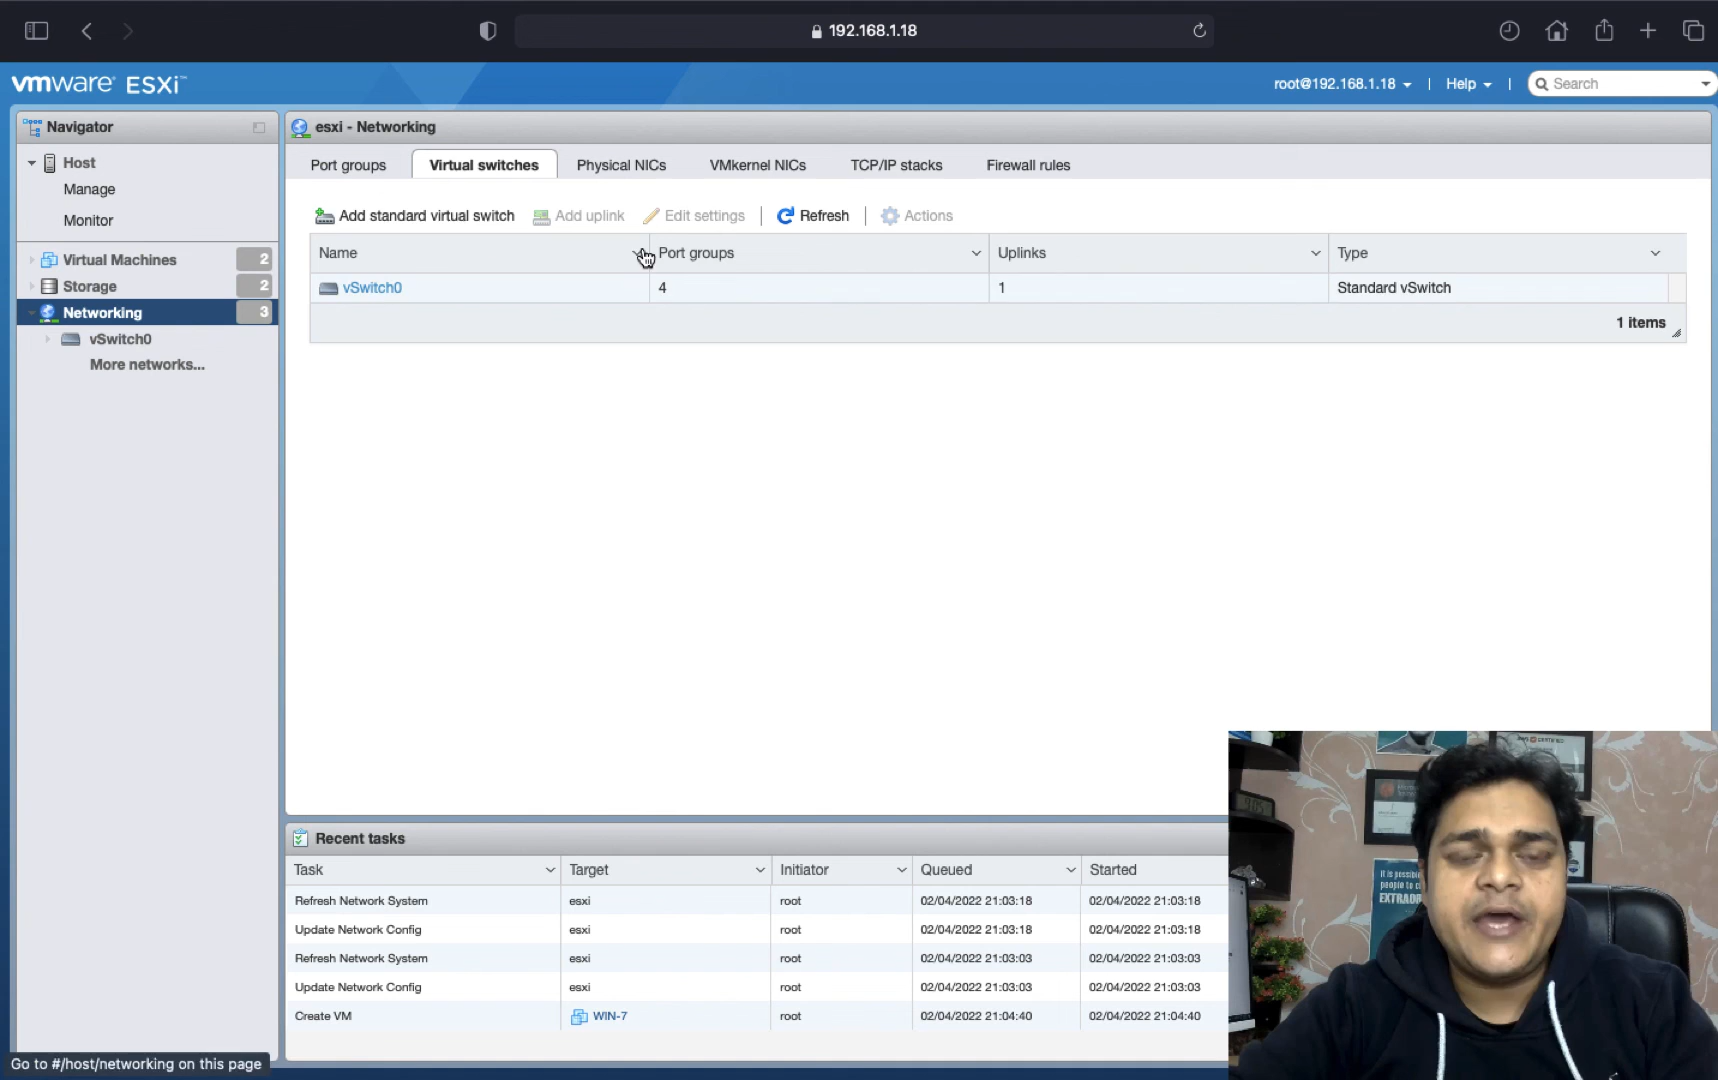 192.168.1.18
vmware ESXi™
root@192.168.1.18 | Help | Search
Navigator
Host
Manage
Monitor
Virtual Machines 2
Storage 2
Networking 3
vSwitch0
More networks...
esxi - Networking
Port groups Virtual switches Physical NICs VMkernel NICs TCP/IP stacks Firewall rules
Add standard virtual switch Add uplink Edit settings | Refresh | Actions
Name Port groups Uplinks Type
vSwitch0 4 1 Standard vSwitch
1 items
Recent tasks
Task Target Initiator Queued Started
Refresh Network System esxi root 02/04/2022 21:03:18 02/04/2022 21:03:18
Update Network Config esxi root 02/04/2022 21:03:18 02/04/2022 21:03:18
Refresh Network System esxi root 02/04/2022 21:03:03 02/04/2022 21:03:03
Update Network Config esxi root 02/04/2022 21:03:03 02/04/2022 21:03:03
Create VM WIN-7 root 02/04/2022 21:04:40 02/04/2022 21:04:40
Go to #/host/networking on this page
It is possible
people to
EXTRAOR